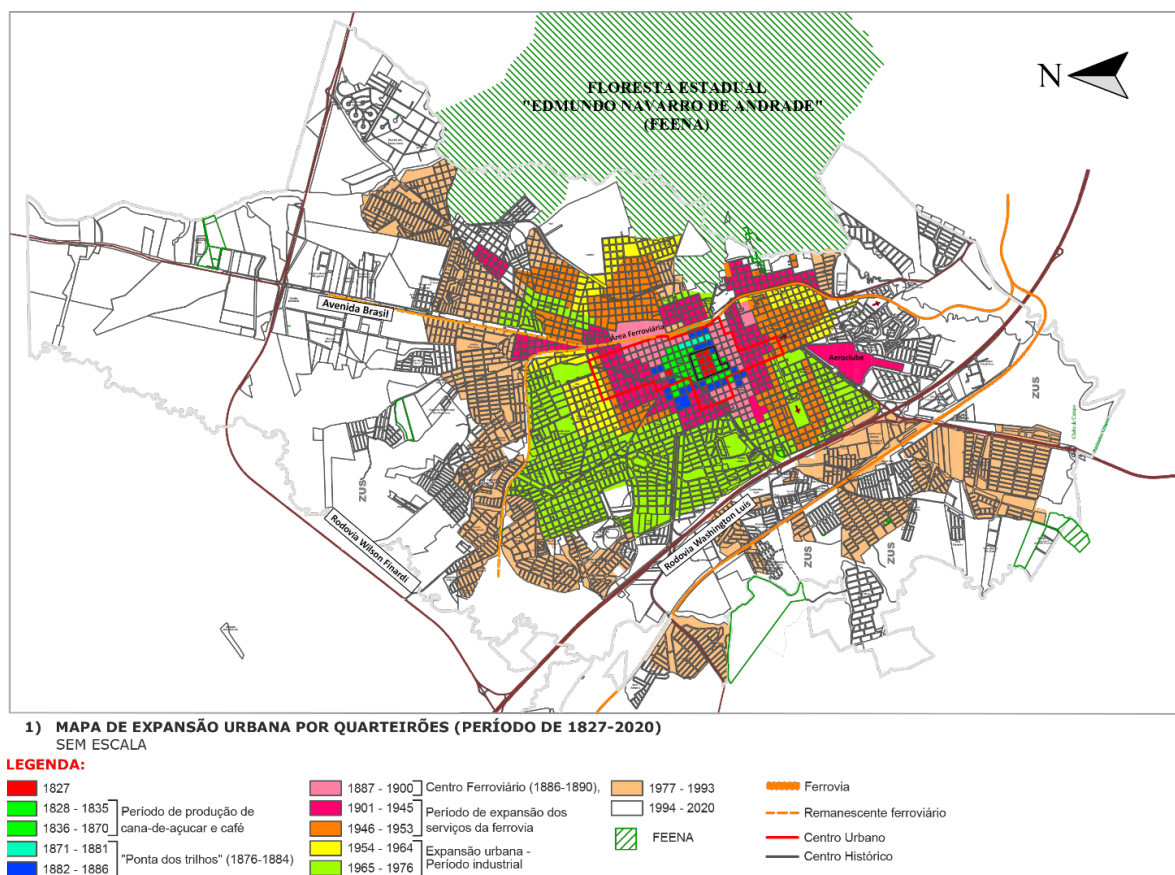 FLORESTA ESTADUAL
"EDMUNDO NAVARRO DE ANDRADE"
(FEENA)
N
Avenida Brasil
Área Ferroviária
Aeroclube
ZUS
ZUS
Rodovia Wilson Finardi
Rodovia Washington Luis
ZUS
ZUS
Clube de Campo
1) MAPA DE EXPANSÃO URBANA POR QUARTEIRÕES (PERÍODO DE 1827-2020)
SEM ESCALA
LEGENDA:
1827
1828 - 1835
1836 - 1870
Período de produção de
cana-de-açucar e café
1871 - 1881
1882 - 1886
"Ponta dos trilhos" (1876-1884)
1887 - 1900
Centro Ferroviário (1886-1890),
1901 - 1945
1946 - 1953
Período de expansão dos
serviços da ferrovia
1954 - 1964
1965 - 1976
Expansão urbana -
Período industrial
1977 - 1993
1994 - 2020
FEENA
Ferrovia
Remanescente ferroviário
Centro Urbano
Centro Histórico